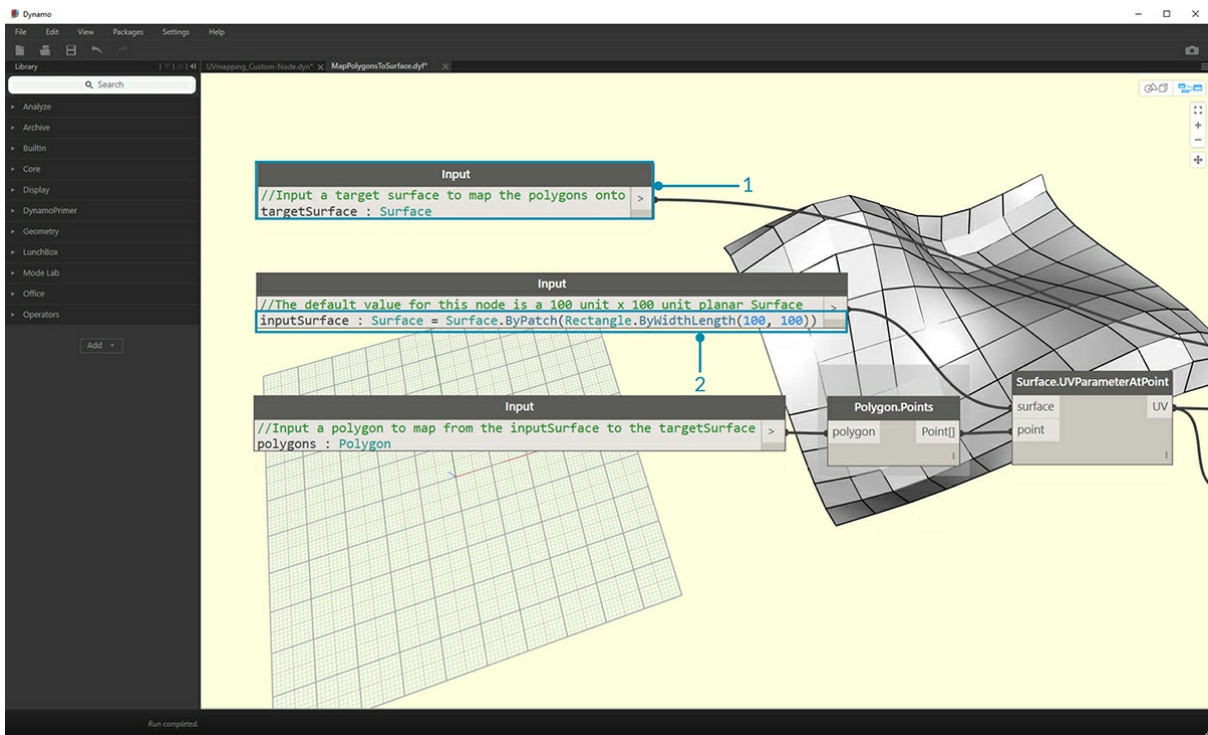 Dynamo
File Edit View Packages Settings Help
Library
UVmapping_Custom-Node.dyn* MapPolygonsToSurface.dyf*
Search
Analyze
Archive
BuiltIn
Core
Display
DynamoPrimer
Geometry
LunchBox
Mode Lab
Office
Operators
Add
Input
//Input a target surface to map the polygons onto
targetSurface : Surface
>
1
Input
//The default value for this node is a 100 unit x 100 unit planar Surface
inputSurface : Surface = Surface.ByPatch(Rectangle.ByWidthLength(100, 100))
>
2
Input
//Input a polygon to map from the inputSurface to the targetSurface
polygons : Polygon
>
Polygon.Points
polygon Point[]
Surface.UVParameterAtPoint
surface UV
point
Run completed.